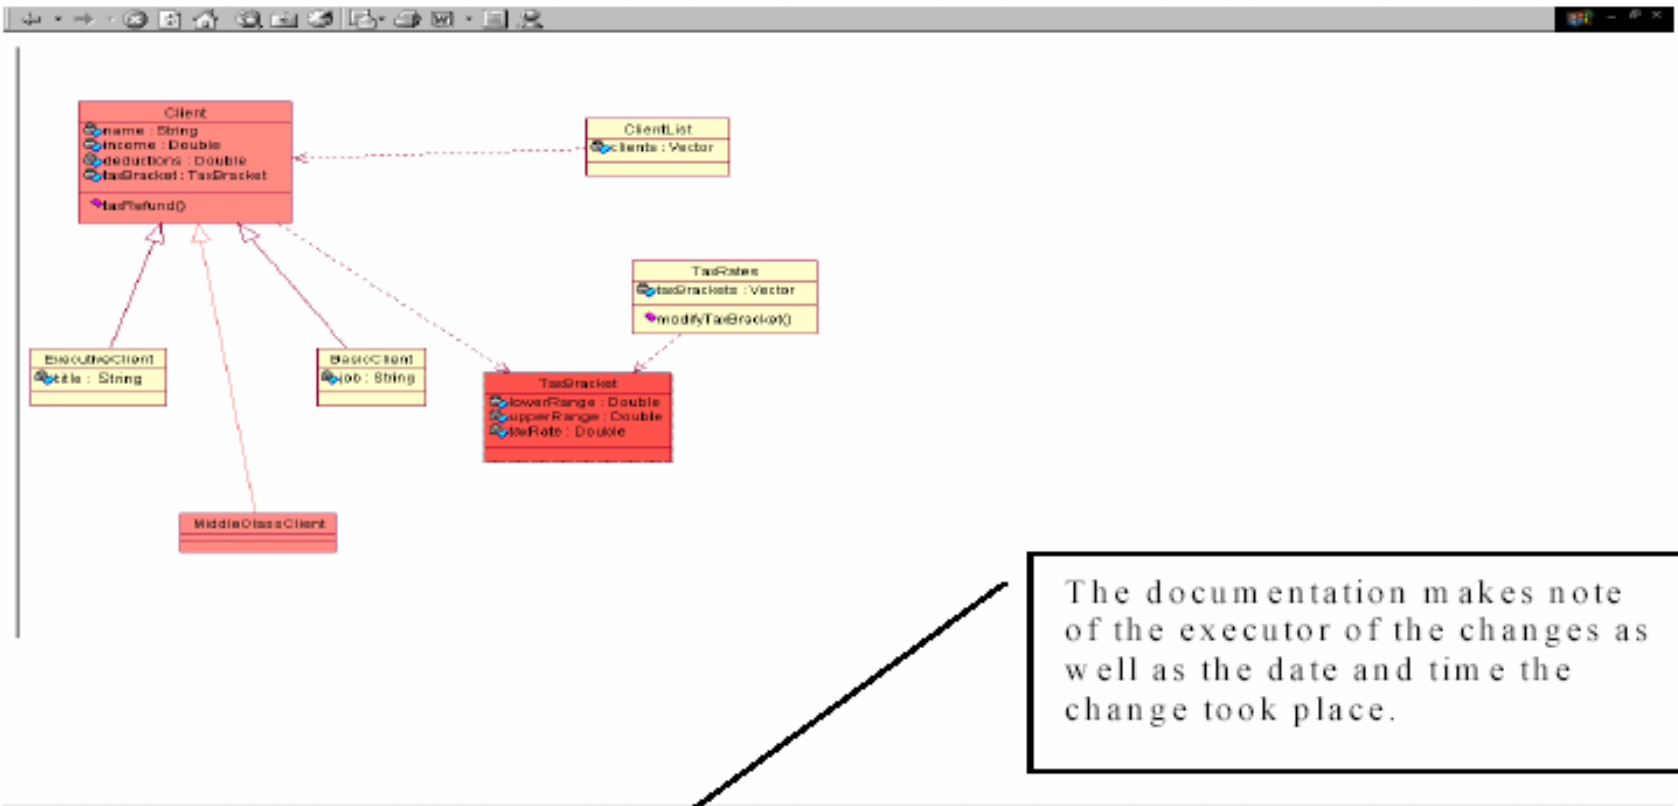 Client
name : String
income : Double
deductions : Double
taxBracket : TaxBracket
taxRefund()
ClientList
clients : Vector
TaxRates
taxBrackets : Vector
modifyTaxBracket()
ExecutiveClient
title : String
BasicClient
job : String
TaxBracket
lowerRange : Double
upperRange : Double
taxRate : Double
MiddleClassClient
The documentation makes note
of the executor of the changes as
well as the date and time the
change took place.